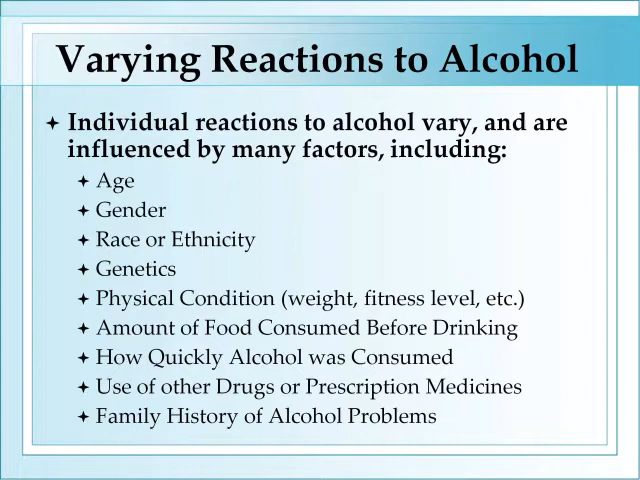 Varying Reactions to Alcohol
Individual reactions to alcohol vary, and are
influenced by many factors, including:
Age
Gender
Race or Ethnicity
Genetics
Physical Condition (weight, fitness level, etc.)
Amount of Food Consumed Before Drinking
How Quickly Alcohol was Consumed
Use of other Drugs or Prescription Medicines
Family History of Alcohol Problems